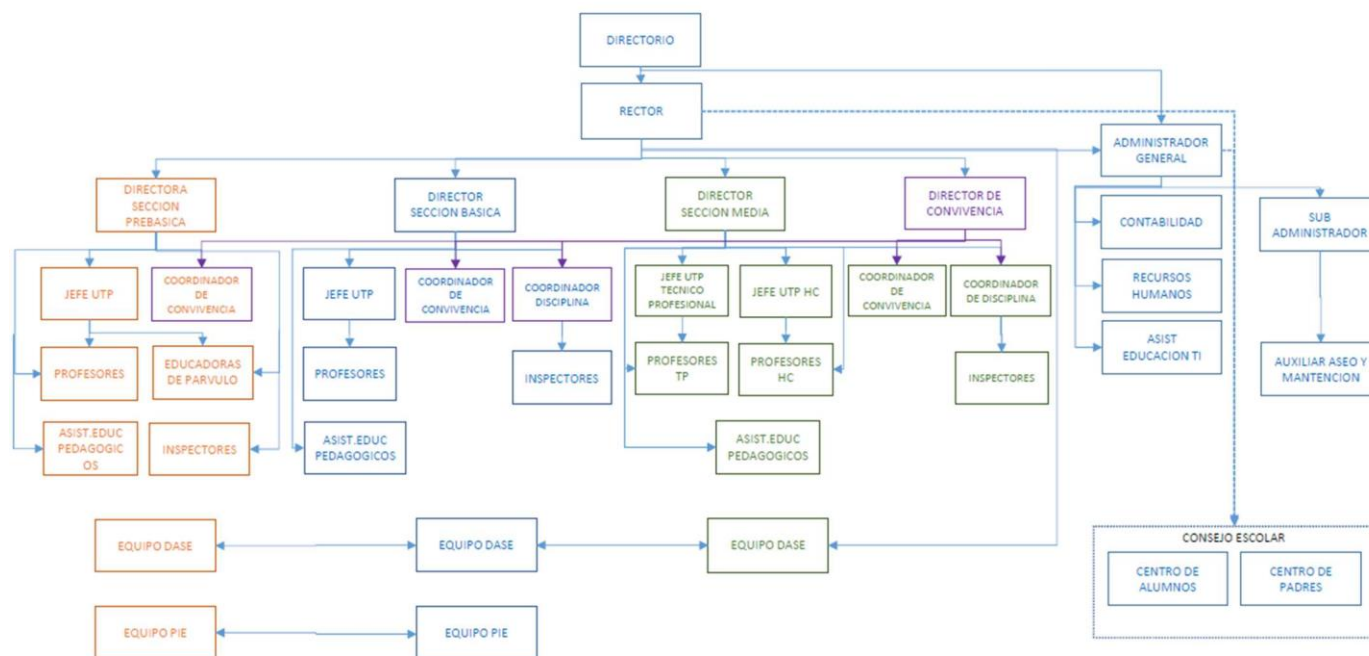 DIRECTORIO
RECTOR
ADMINISTRADOR
GENERAL
DIRECTORA
SECCION
PREBASICA
DIRECTOR
SECCION BASICA
DIRECTOR
SECCION MEDIA
DIRECTOR DE
CONVIVENCIA
CONTABILIDAD
SUB
ADMINISTRADOR
JEFE UTP
COORDINADOR
DE
CONVIVENCIA
JEFE UTP
COORDINADOR
DE
CONVIVENCIA
COORDINADOR
DISCIPLINA
JEFE UTP
TECNICO
PROFESIONAL
JEFE UTP HC
COORDINADOR
DE
CONVIVENCIA
COORDINADOR
DE DISCIPLINA
RECURSOS
HUMANOS
PROFESORES
EDUCADORAS
DE PARVULO
PROFESORES
INSPECTORES
PROFESORES
TP
PROFESORES
HC
INSPECTORES
ASIST
EDUCACION TI
AUXILIAR ASEO Y
MANTENCION
ASIST.EDUC
PEDAGOGIC
OS
INSPECTORES
ASIST.EDUC
PEDAGOGICOS
ASIST.EDUC
PEDAGOGICOS
EQUIPO DASE
EQUIPO DASE
EQUIPO DASE
CONSEJO ESCOLAR
CENTRO DE
ALUMNOS
CENTRO DE
PADRES
EQUIPO PIE
EQUIPO PIE